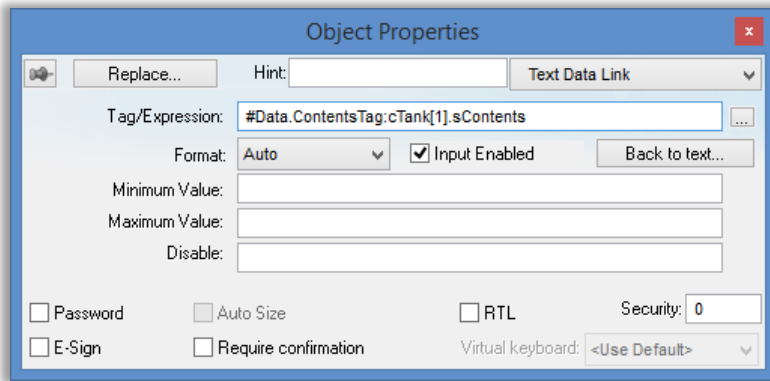 Object Properties
x
Replace... Hint: Text Data Link
Tag/Expression: #Data.ContentsTag:cTank[1].sContents ...
Format: Auto Input Enabled Back to text...
Minimum Value:
Maximum Value:
Disable:
Password Auto Size RTL Security: 0
E-Sign Require confirmation Virtual keyboard: <Use Default>